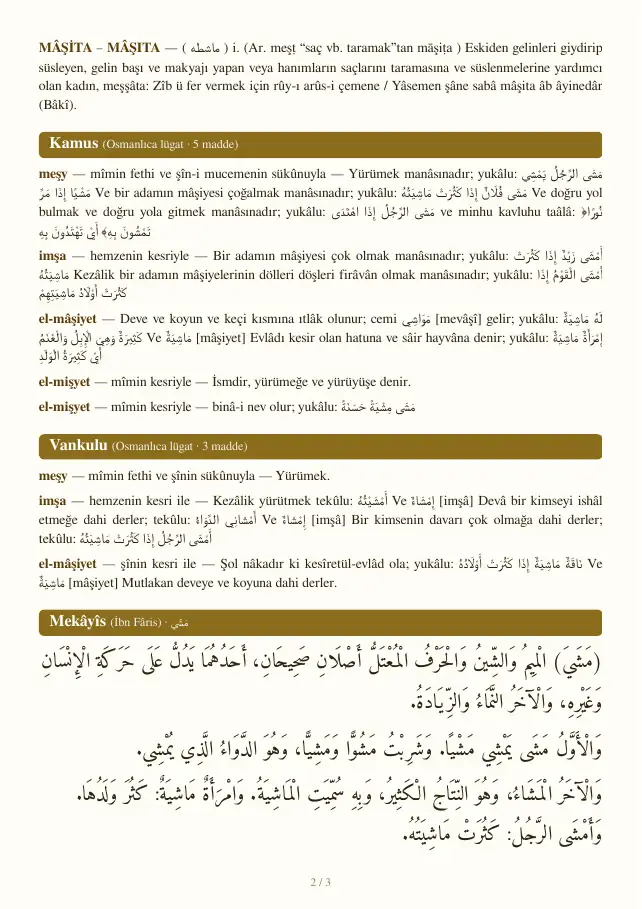 MÂŞİTA – MÂŞITA — ( ماشطه ) i. (Ar. meşṭ “saç vb. taramak”tan māşiṭa ) Eskiden gelinleri giydirip
süsleyen, gelin başı ve makyajı yapan veya hanımların saçlarını taramasına ve süslenmelerine yardımcı
olan kadın, meşşâta: Zîb ü fer vermek için rûy-ı arûs-i çemene / Yâsemen şâne sabâ mâşita âb âyînedâr
(Bâkî).
Kamus (Osmanlıca lügat · 5 madde)
meşy — mîmin fethi ve şîn-i mucemenin sükûnuyla — Yürümek manâsınadır; yukâlu: مَشَى الرَّجُلُ يَمْشِي
مَشْيًا إِذَا مَرَّ Ve bir adamın mâşiyesi çoğalmak manâsınadır; yukâlu: مَشَى فُلَانٌ إِذَا كَثُرَتْ مَاشِيَتُهُ Ve doğru yol
bulmak ve doğru yola gitmek manâsınadır; yukâlu: مَشَى الرَّجُلُ إِذَا اهْتَدَى ve minhu kavluhu taâlâ: ﴿نُورًا
تَمْشُونَ بِهِ﴾ أَيْ تَهْتَدُونَ بِهِ
imşa — hemzenin kesriyle — Bir adamın mâşiyesi çok olmak manâsınadır; yukâlu: أَمْشَى زَيْدٌ إِذَا كَثُرَتْ
مَاشِيَتُهُ Kezâlik bir adamın mâşiyelerinin dölleri döşleri firâvân olmak manâsınadır; yukâlu: أَمْشَى الْقَوْمُ إِذَا
كَثُرَتْ أَوْلَادُ مَاشِيَتِهِمْ
el-mâşiyet — Deve ve koyun ve keçi kısmına ıtlâk olunur; cemi مَوَاشِي [mevâşî] gelir; yukâlu: لَهُ مَاشِيَةٌ
كَثِيرَةٌ وَهِيَ الْإِبِلُ وَالْغَنَمُ Ve مَاشِيَةٌ [mâşiyet] Evlâdı kesir olan hatuna ve sâir hayvâna denir; yukâlu: إِمْرَأَةٌ مَاشِيَةٌ
أَيْ كَثِيرَةُ الْوَلَدِ
el-mişyet — mîmin kesriyle — İsmdir, yürümeğe ve yürüyüşe denir.
el-mişyet — mîmin kesriyle — binâ-i nev olur; yukâlu: مَشَى مِشْيَةً حَسَنَةً
Vankulu (Osmanlıca lügat · 3 madde)
meşy — mîmin fethi ve şînin sükûnuyla — Yürümek.
imşa — hemzenin kesri ile — Kezâlik yürütmek tekûlu: أَمْشَيْتُهُ Ve إِمْشَاءٌ [imşâ] Devâ bir kimseyi ishâl
etmeğe dahi derler; tekûlu: أَمْشَانِي الدَّوَاءُ Ve إِمْشَاءٌ [imşâ] Bir kimsenin davarı çok olmağa dahi derler;
tekûlu: أَمْشَى الرَّجُلُ إِذَا كَثُرَتْ مَاشِيَتُهُ
el-mâşiyet — şînin kesri ile — Şol nâkadır ki kesîretül-evlâd ola; yukâlu: نَاقَةٌ مَاشِيَةٌ إِذَا كَثُرَتْ أَوْلَادُهُ Ve
مَاشِيَةٌ [mâşiyet] Mutlakan deveye ve koyuna dahi derler.
Mekâyîs (İbn Fâris) · مَشَي
(مَشَيَ) الْمِيمُ وَالشِّينُ وَالْحَرْفُ الْمُعْتَلُّ أَصْلَانِ صَحِيحَانِ، أَحَدُهُمَا يَدُلُّ عَلَى حَرَكَةِ الْإِنْسَانِ
وَغَيْرِهِ، وَالْآخَرُ النَّمَاءُ وَالزِّيَادَةُ.
وَالْأَوَّلُ مَشَى يَمْشِي مَشْيًا. وَشَرِبْتُ مَشُوًّا وَمَشِيًّا، وَهُوَ الدَّوَاءُ الَّذِي يُمْشِي.
وَالْآخَرُ الْمَشَاءُ، وَهُوَ النِّتَاجُ الْكَثِيرُ، وَبِهِ سُمِّيَتِ الْمَاشِيَةُ. وَامْرَأَةٌ مَاشِيَةٌ: كَثُرَ وَلَدُهَا.
وَأَمْشَى الرَّجُلُ: كَثُرَتْ مَاشِيَتُهُ.
2 / 3